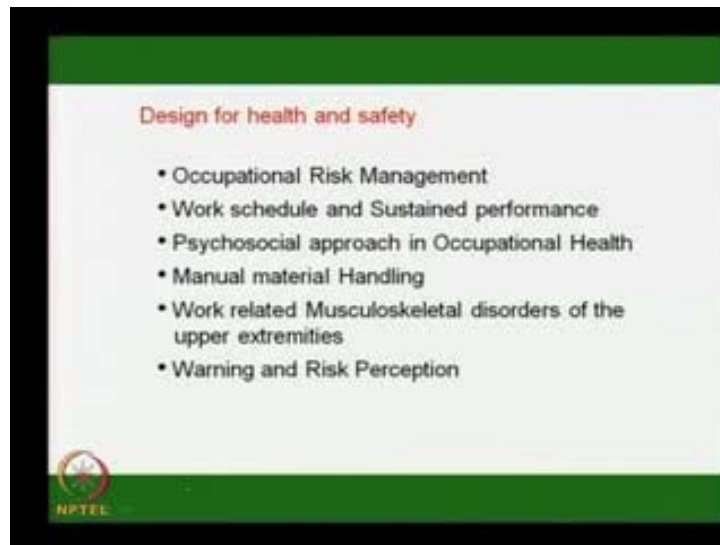 Design for health and safety
• Occupational Risk Management
• Work schedule and Sustained performance
• Psychosocial approach in Occupational Health
• Manual material Handling
• Work related Musculoskeletal disorders of the
upper extremities
• Warning and Risk Perception
NPTEL